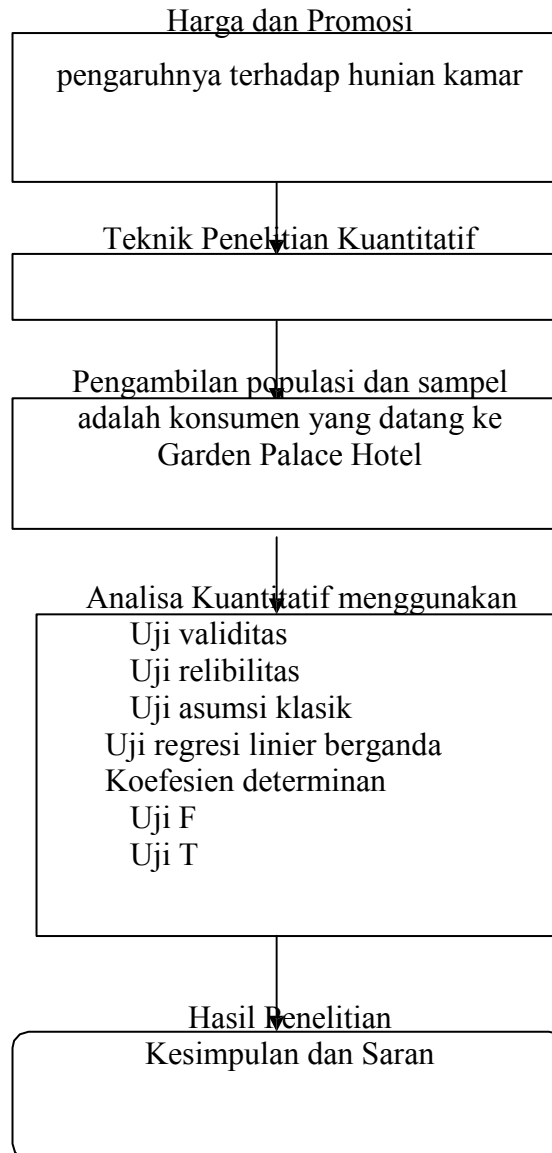 Harga dan Promosi
pengaruhnya terhadap hunian kamar
Teknik Penelitian Kuantitatif
Pengambilan populasi dan sampel
adalah konsumen yang datang ke
Garden Palace Hotel
Analisa Kuantitatif menggunakan
Uji validitas
Uji relibilitas
Uji asumsi klasik
Uji regresi linier berganda
Koefesien determinan
Uji F
Uji T
Hasil Penelitian
Kesimpulan dan Saran